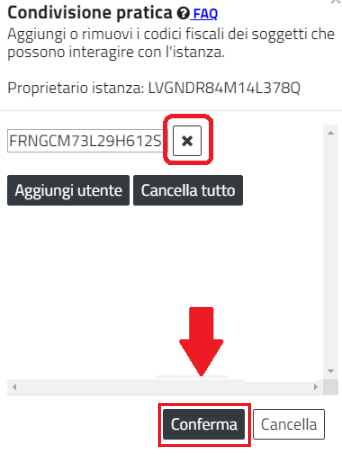 Condivisione pratica FAQ
Aggiungi o rimuovi i codici fiscali dei soggetti che
possono interagire con l'istanza.
Proprietario istanza: LVGNDR84M14L378Q
FRNGCM73L29H612S
Aggiungi utente Cancella tutto
Conferma Cancella